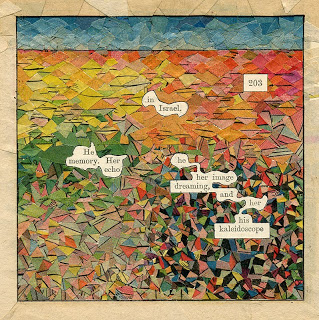 203
in
Israel,
He
memory. Her
echo
he
her image
dreaming,
and
her
his
kaleidoscope